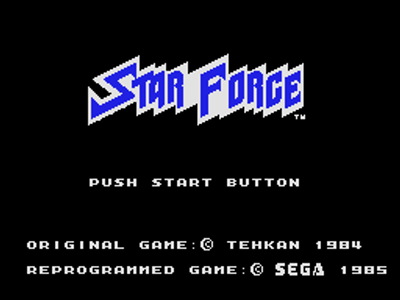 STAR FORCE
TM
PUSH START BUTTON
ORIGINAL GAME:© TEHKAN 1984
REPROGRAMMED GAME:© SEGA 1985